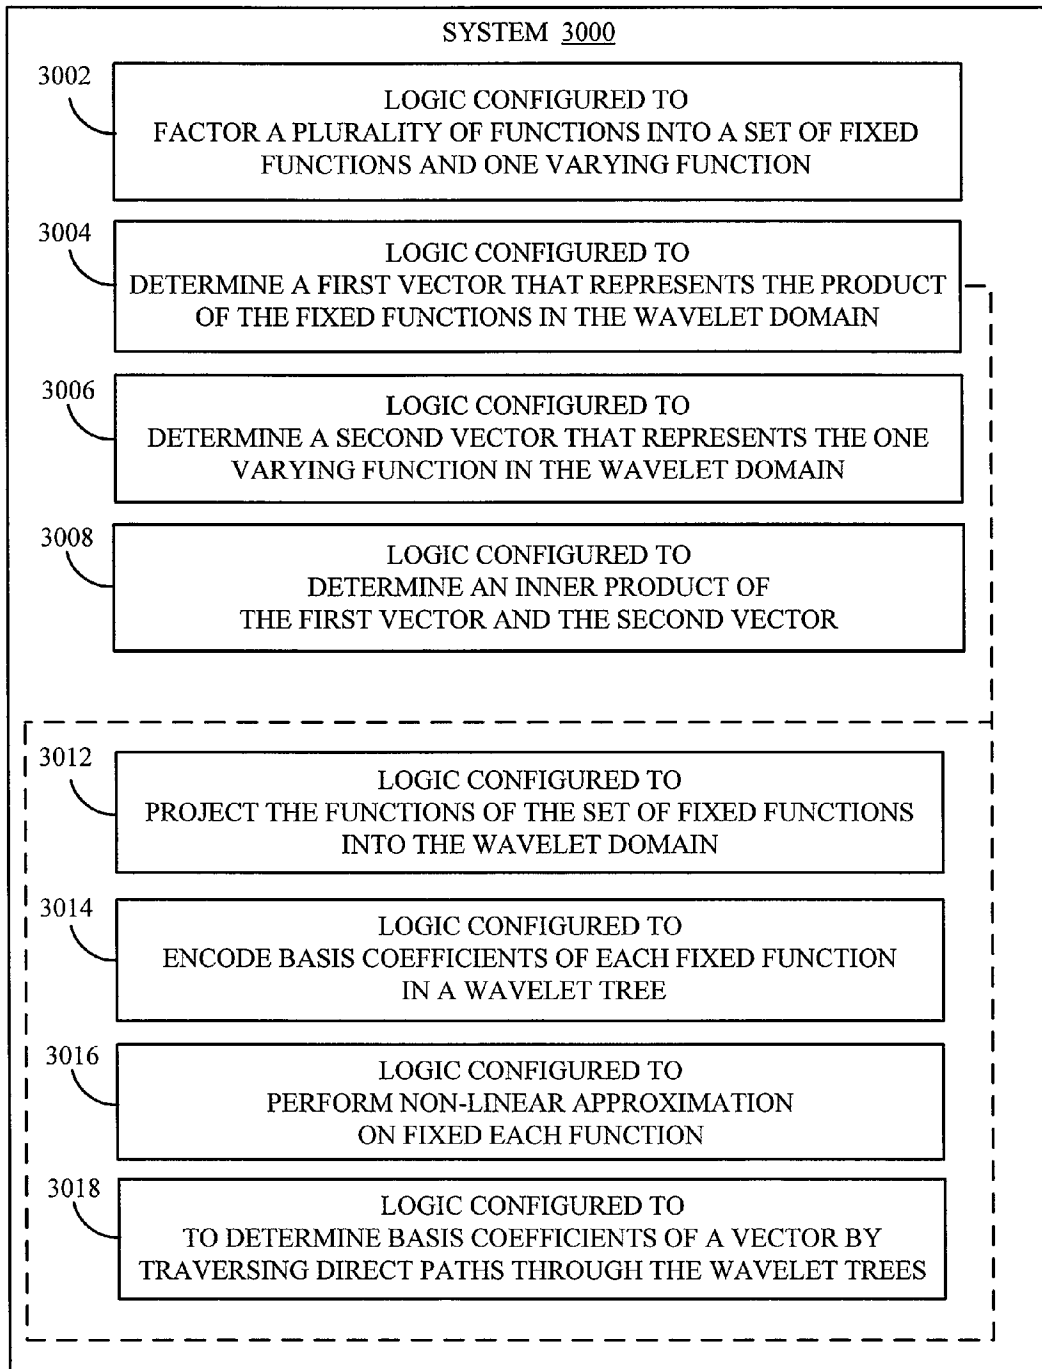 SYSTEM 3000
3002
LOGIC CONFIGURED TO
FACTOR A PLURALITY OF FUNCTIONS INTO A SET OF FIXED
FUNCTIONS AND ONE VARYING FUNCTION
3004
LOGIC CONFIGURED TO
DETERMINE A FIRST VECTOR THAT REPRESENTS THE PRODUCT
OF THE FIXED FUNCTIONS IN THE WAVELET DOMAIN
3006
LOGIC CONFIGURED TO
DETERMINE A SECOND VECTOR THAT REPRESENTS THE ONE
VARYING FUNCTION IN THE WAVELET DOMAIN
3008
LOGIC CONFIGURED TO
DETERMINE AN INNER PRODUCT OF
THE FIRST VECTOR AND THE SECOND VECTOR
3012
LOGIC CONFIGURED TO
PROJECT THE FUNCTIONS OF THE SET OF FIXED FUNCTIONS
INTO THE WAVELET DOMAIN
3014
LOGIC CONFIGURED TO
ENCODE BASIS COEFFICIENTS OF EACH FIXED FUNCTION
IN A WAVELET TREE
3016
LOGIC CONFIGURED TO
PERFORM NON-LINEAR APPROXIMATION
ON FIXED EACH FUNCTION
3018
LOGIC CONFIGURED TO
TO DETERMINE BASIS COEFFICIENTS OF A VECTOR BY
TRAVERSING DIRECT PATHS THROUGH THE WAVELET TREES